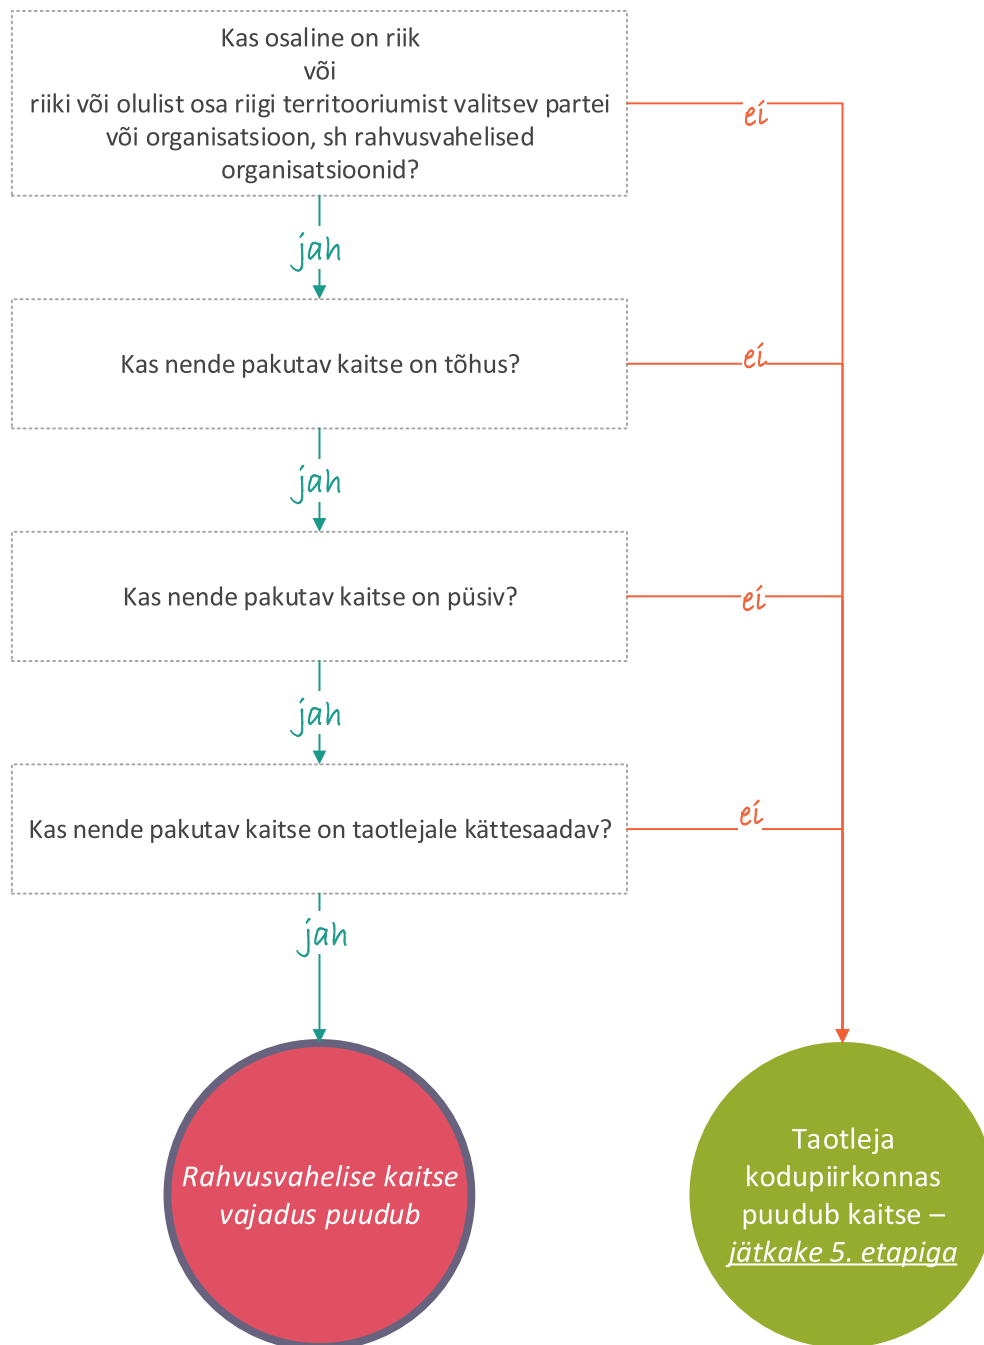 Kas osaline on riik
või
riiki või olulist osa riigi territooriumist valitsev partei
või organisatsioon, sh rahvusvahelised
organisatsioonid?
ei
jah
Kas nende pakutav kaitse on tõhus?
ei
jah
Kas nende pakutav kaitse on püsiv?
ei
jah
Kas nende pakutav kaitse on taotlejale kättesaadav?
ei
jah
Rahvusvahelise kaitse
vajadus puudub
Taotleja
kodupiirkonnas
puudub kaitse –
jätkake 5. etapiga